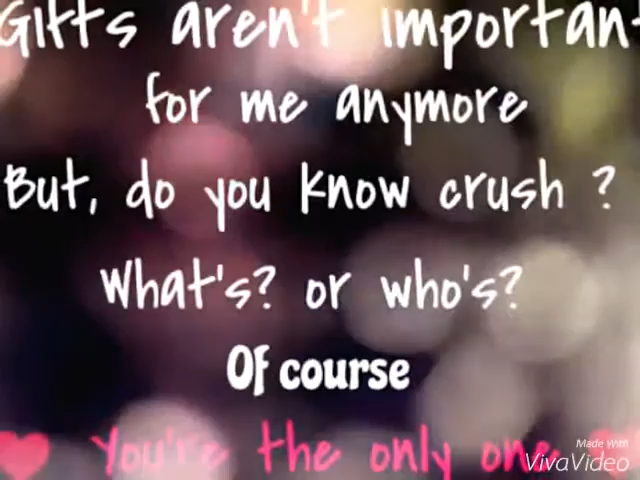 Gifts aren't importan
for me anymore
But, do you know crush ?
What's? or who's?
Of course
You're the only one
Made With
VivaVideo